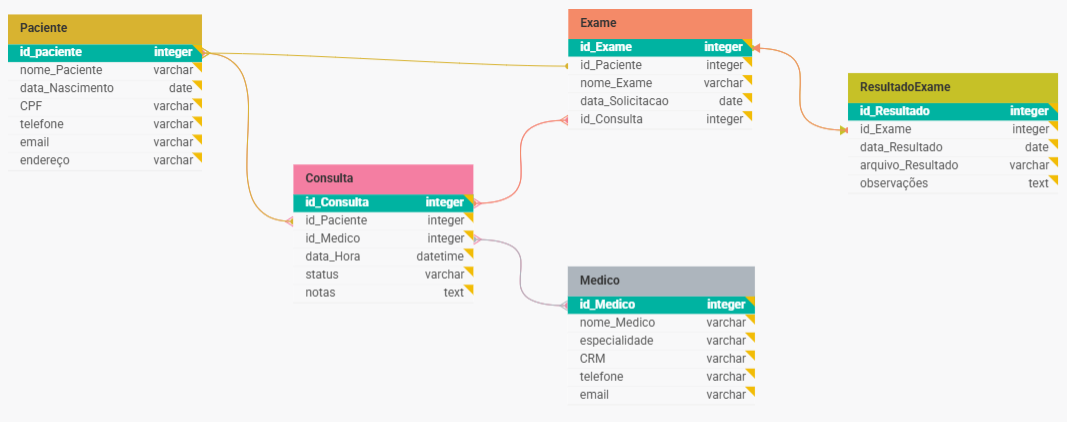 Paciente
id_paciente integer
nome_Paciente varchar
data_Nascimento date
CPF varchar
telefone varchar
email varchar
endereço varchar
Consulta
id_Consulta integer
id_Paciente integer
id_Medico integer
data_Hora datetime
status varchar
notas text
Exame
id_Exame integer
id_Paciente integer
nome_Exame varchar
data_Solicitacao date
id_Consulta integer
Medico
id_Medico integer
nome_Medico varchar
especialidade varchar
CRM varchar
telefone varchar
email varchar
ResultadoExame
id_Resultado integer
id_Exame integer
data_Resultado date
arquivo_Resultado varchar
observações text